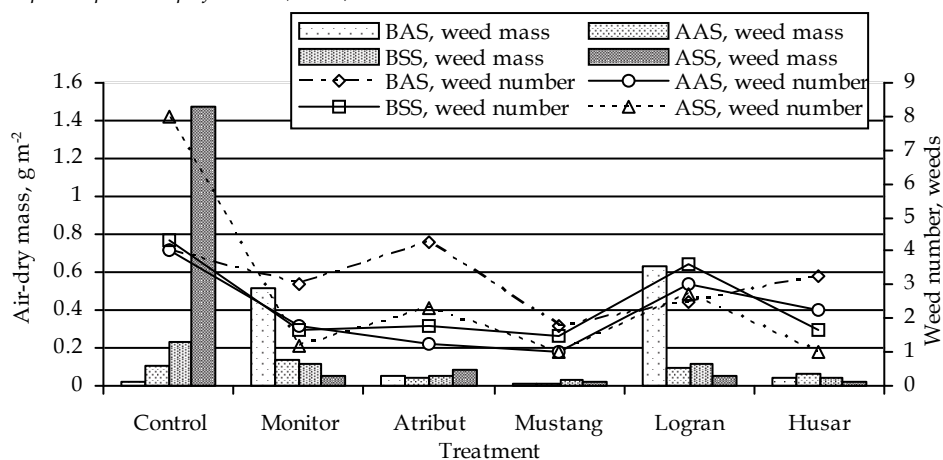 BAS, weed mass AAS, weed mass
BSS, weed mass ASS, weed mass
BAS, weed number AAS, weed number
BSS, weed number ASS, weed number
Air-dry mass, g m⁻²
1.6
1.4
1.2
1
0.8
0.6
0.4
0.2
0
9
8
7
6
5
4
3
2
1
0
Weed number, weeds
Control Monitor Atribut Mustang Logran Husar
Treatment